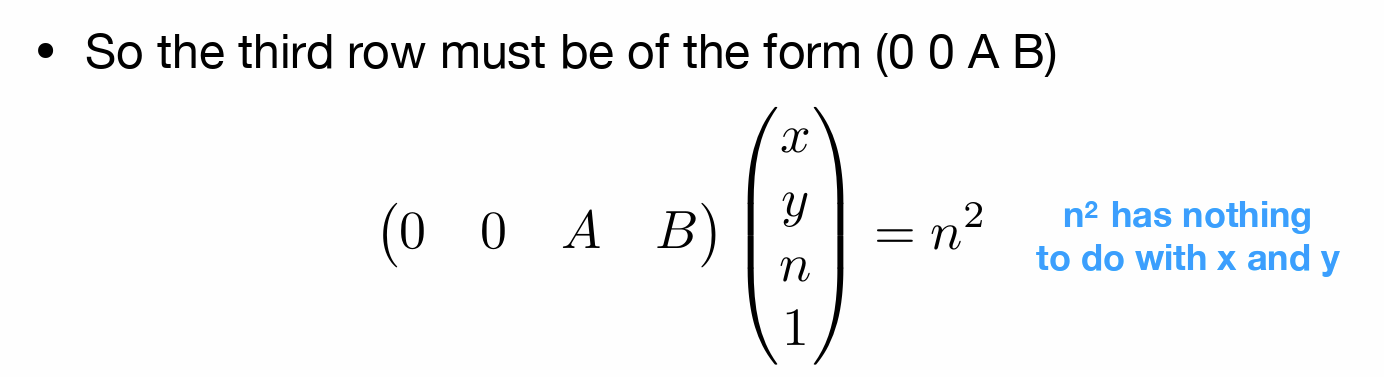 • So the third row must be of the form (0 0 A B)
(0 0 A B) (x y n 1) = n²
n² has nothing
to do with x and y